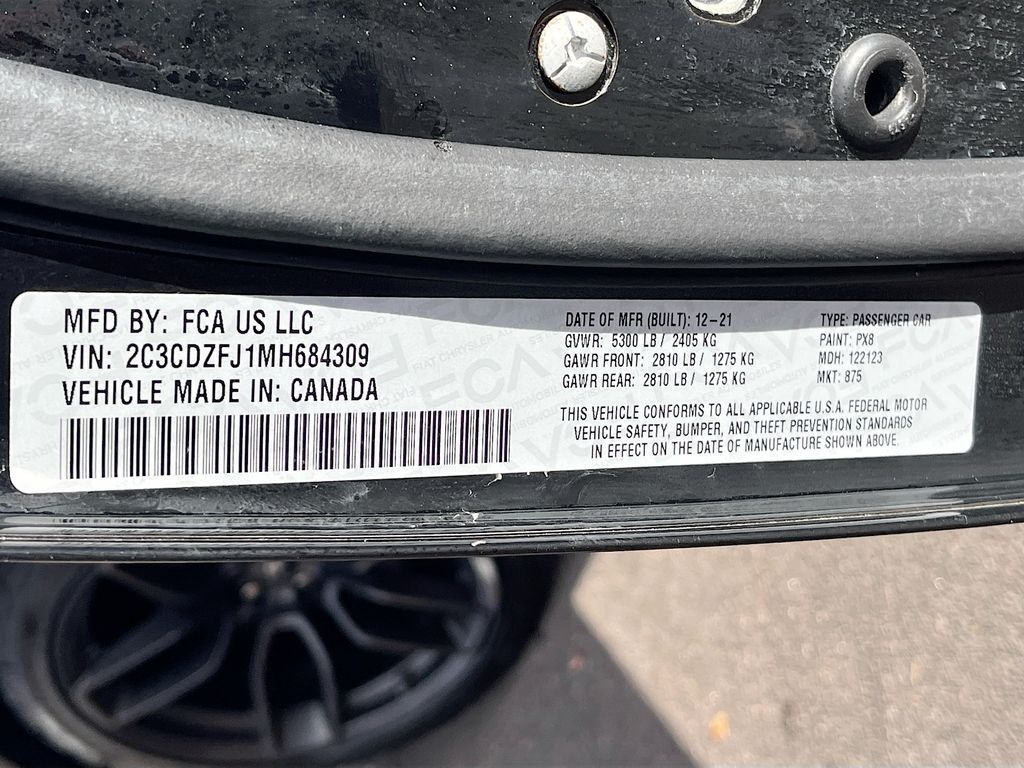 MFD BY: FCA US LLC
VIN: 2C3CDZFJ1MH684309
VEHICLE MADE IN: CANADA
DATE OF MFR (BUILT): 12-21
GVWR: 5300 LB / 2405 KG
GAWR FRONT: 2810 LB / 1275 KG
GAWR REAR: 2810 LB / 1275 KG
TYPE: PASSENGER CAR
PAINT: PX8
MDH: 122123
MKT: 875
THIS VEHICLE CONFORMS TO ALL APPLICABLE U.S.A. FEDERAL MOTOR
VEHICLE SAFETY, BUMPER, AND THEFT PREVENTION STANDARDS
IN EFFECT ON THE DATE OF MANUFACTURE SHOWN ABOVE.